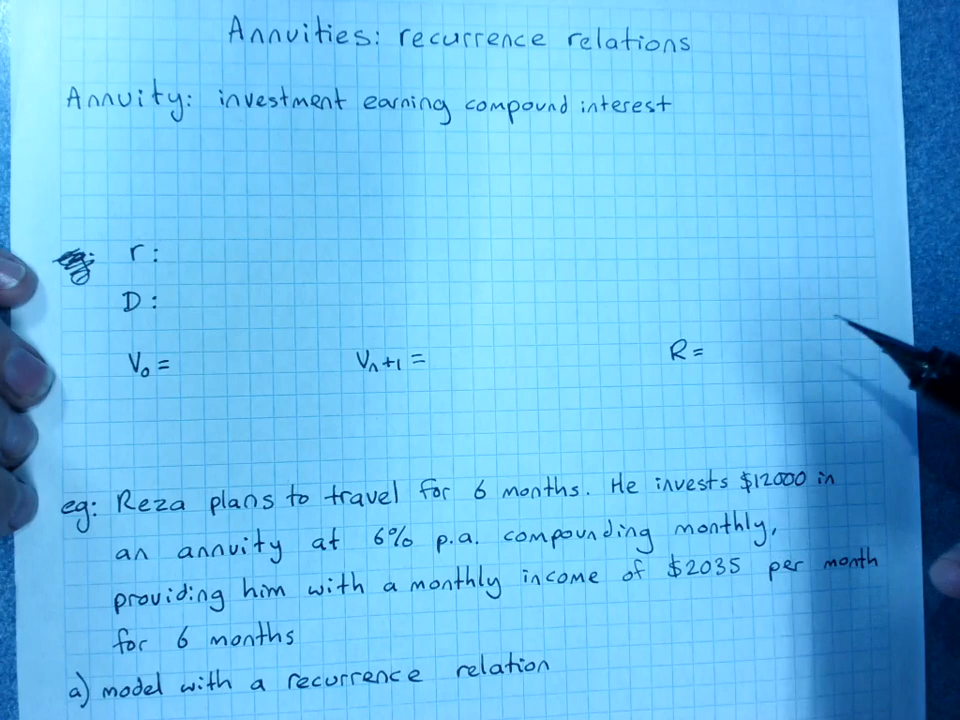 Annuities: recurrence relations
Annuity: investment earning compound interest
r:
D:
V₀ = Vₙ₊₁ = R =
eg: Reza plans to travel for 6 months. He invests $12000 in
an annuity at 6% p.a. compounding monthly,
providing him with a monthly income of $2035 per month
for 6 months
a) model with a recurrence relation